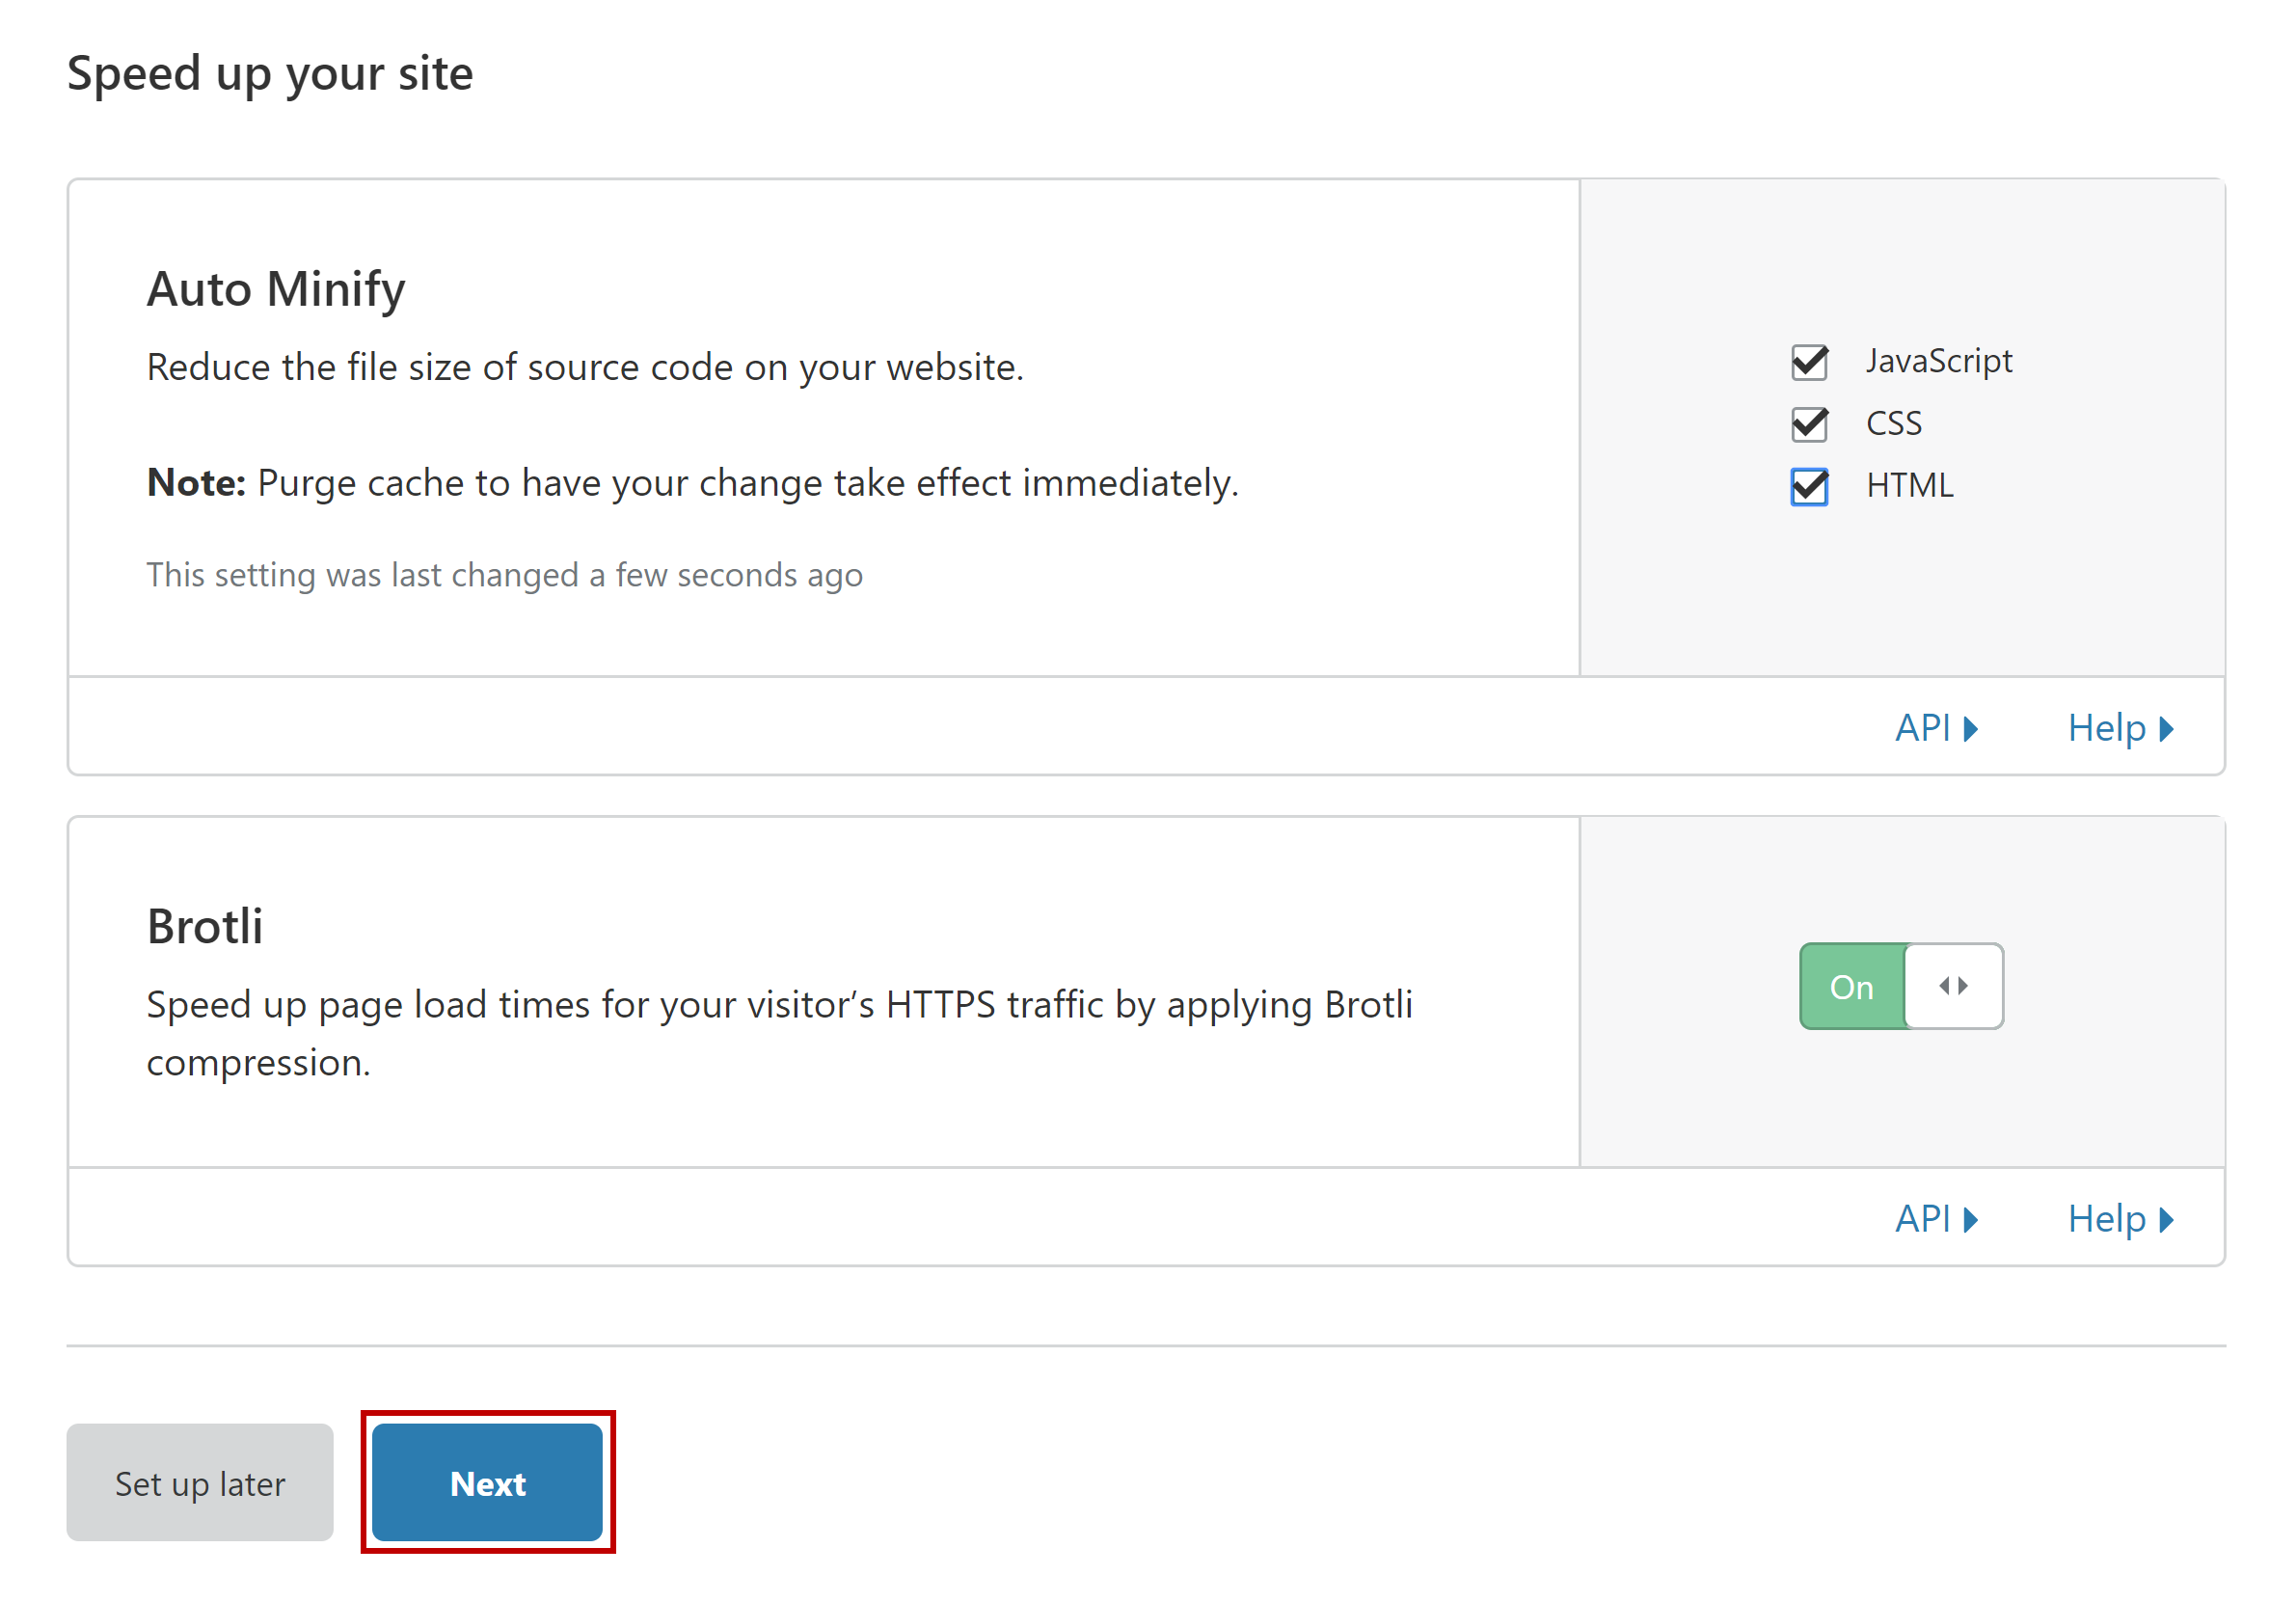 Speed up your site
Auto Minify
Reduce the file size of source code on your website.
Note: Purge cache to have your change take effect immediately.
This setting was last changed a few seconds ago
JavaScript
CSS
HTML
API Help
Brotli
Speed up page load times for your visitor’s HTTPS traffic by applying Brotli
compression.
On
API Help
Set up later Next